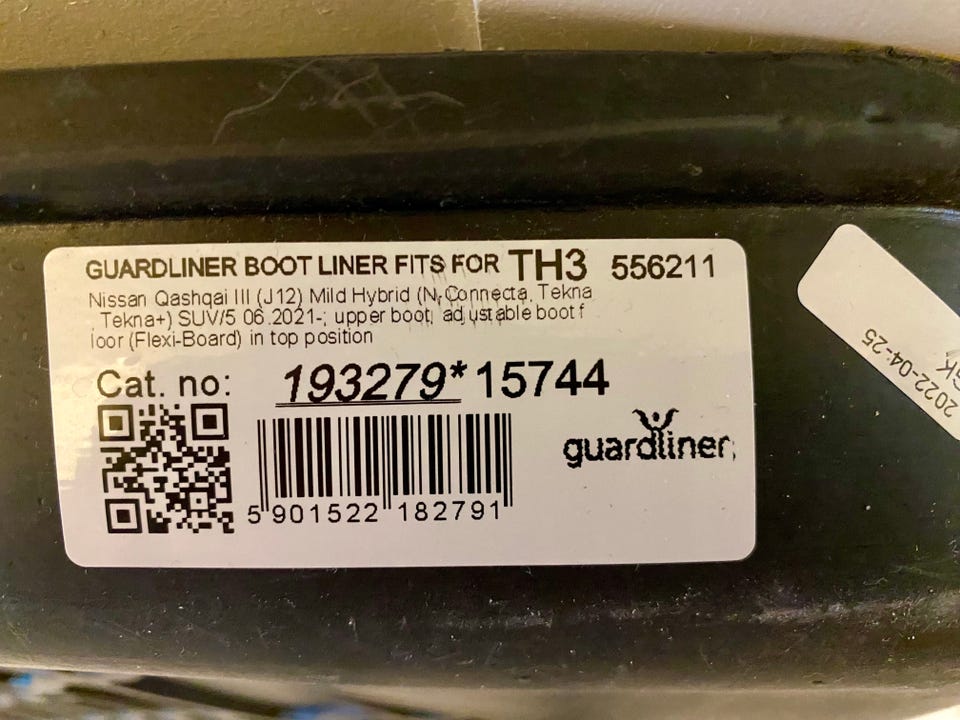 GUARDLINER BOOT LINER FITS FOR TH3 556211
Nissan Qashqai III (J12) Mild Hybrid (N-Connecta, Tekna
Tekna+) SUV/5 06.2021-; upper boot, adjustable boot f
loor (Flexi-Board) in top position
Cat. no: 193279*15744
guardliner
5 901522 182791
2022-04-25